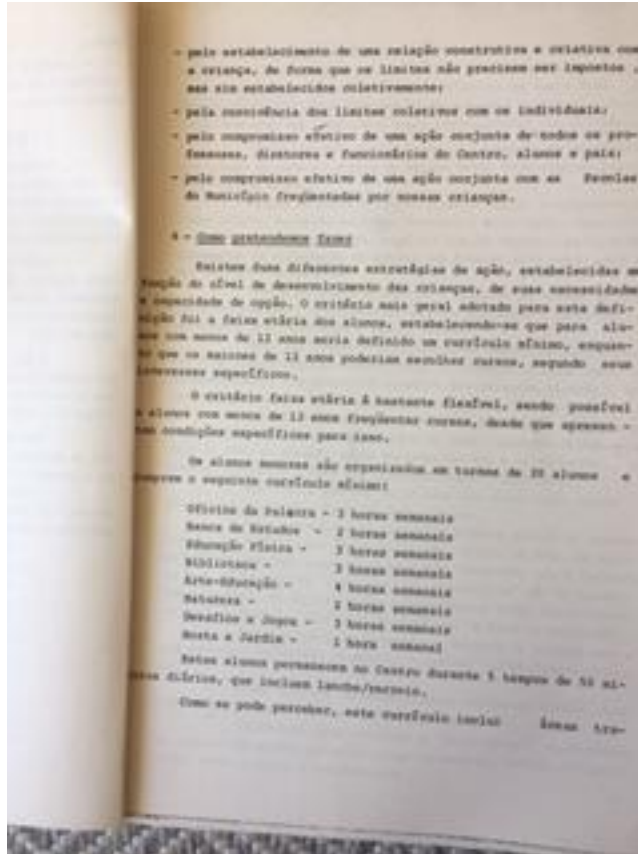 - pelo estabelecimento de uma relação construtiva e criativa com
a criança, de forma que os limites não precisem ser impostos ,
mas sim estabelecidos coletivamente;
- pela convivência dos limites coletivos com os individuais;
- pelo compromisso efetivo de uma ação conjunta de todos os pro-
fessores, diretores e funcionários do Centro, alunos e pais;
- pelo compromisso efetivo de uma ação conjunta com as Escolas
do Município freqüentadas por nossas crianças.
4 - Como pretendemos fazer
Existem duas diferentes estratégias de ação, estabelecidas em
função do nível de desenvolvimento das crianças, de suas necessidades
e capacidade de opção. O critério mais geral adotado para esta defi-
nição foi a faixa etária dos alunos, estabelecendo-se que para alu-
nos com menos de 13 anos seria definido um currículo mínimo, enquan-
to que os maiores de 13 anos poderiam escolher cursos, segundo seus
interesses específicos.
O critério faixa etária é bastante flexível, sendo possível
a alunos com menos de 13 anos freqüentar cursos, desde que apresen -
tem condições específicas para isso.
Os alunos menores são organizados em turmas de 20 alunos e
cumprem o seguinte currículo mínimo:
Oficina da Palavra - 3 horas semanais
Banca de Estudos - 2 horas semanais
Educação Física - 3 horas semanais
Biblioteca - 3 horas semanais
Arte-Educação - 4 horas semanais
Natureza - 2 horas semanais
Desafios e Jogos - 3 horas semanais
Horta e Jardim - 1 hora semanal
Estes alunos permanecem no Centro durante 5 tempos de 50 mi-
nutos diários, que incluem lanche/recreio.
Como se pode perceber, este currículo inclui áreas tra-